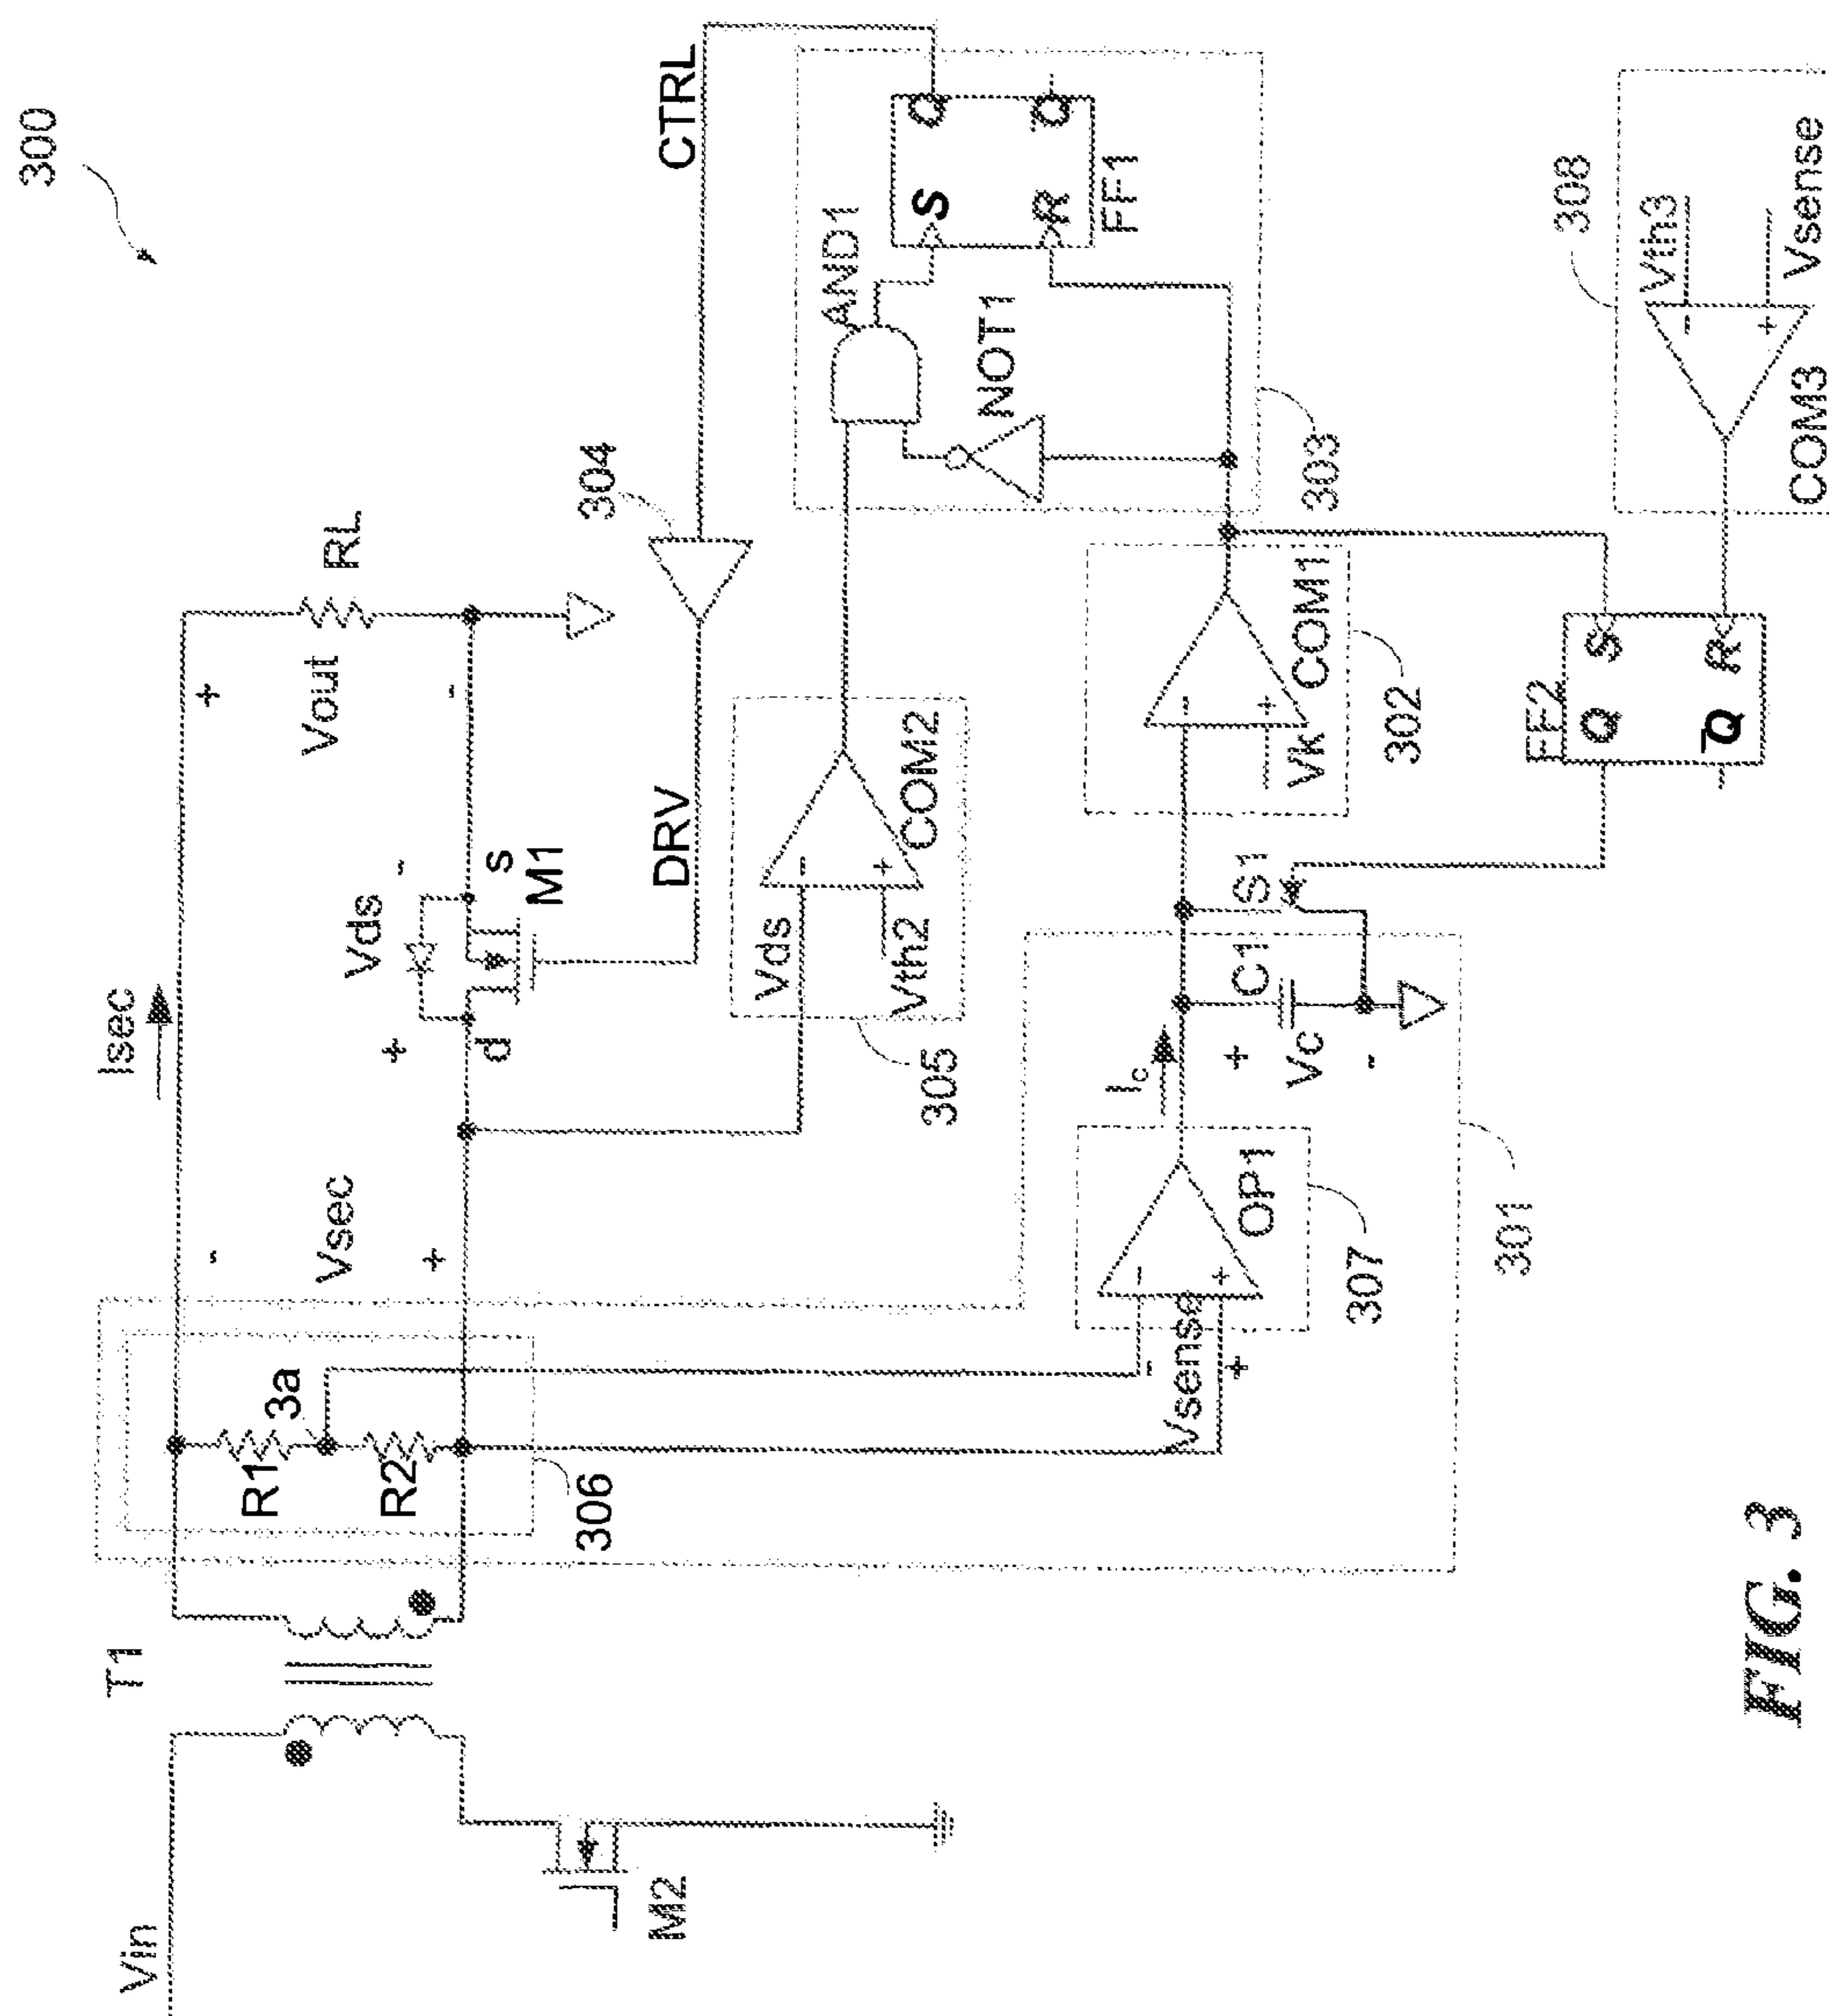 300
Vin
T1
M2
R1
3a
R2
306
-
Vsec
+
Isec
Vds
+
-
d
s
M1
+
Vout
-
RL
DRV
304
CTRL
Vds
-
+
Vth2
COM2
305
AND1
NOT1
S
Q
R
Q
FF1
303
-
Vsense
+
-
+
OP1
307
Ic
+
Vc
-
C1
S1
301
-
+
Vk
COM1
302
FF2
Q
S
Q
R
308
Vth3
-
+
Vsense
COM3
FIG. 3